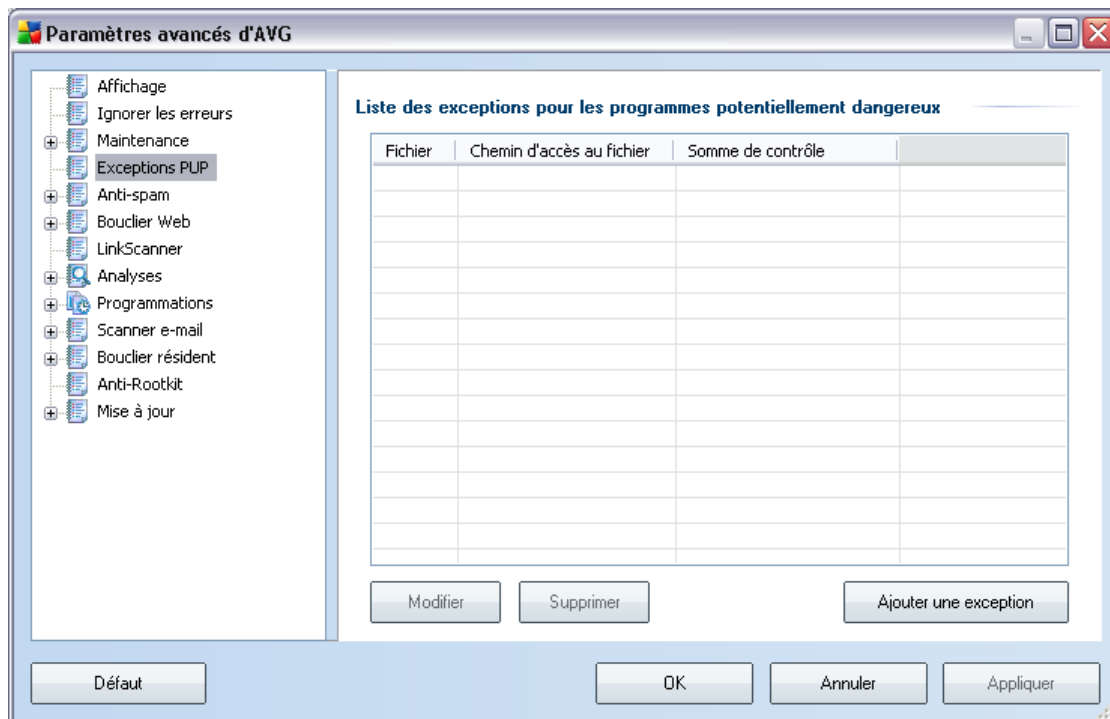 Paramètres avancés d'AVG
Affichage
Ignorer les erreurs
Maintenance
Exceptions PUP
Anti-spam
Bouclier Web
LinkScanner
Analyses
Programmations
Scanner e-mail
Bouclier résident
Anti-Rootkit
Mise à jour
Liste des exceptions pour les programmes potentiellement dangereux
Fichier Chemin d'accès au fichier Somme de contrôle
Modifier Supprimer Ajouter une exception
Défaut OK Annuler Appliquer